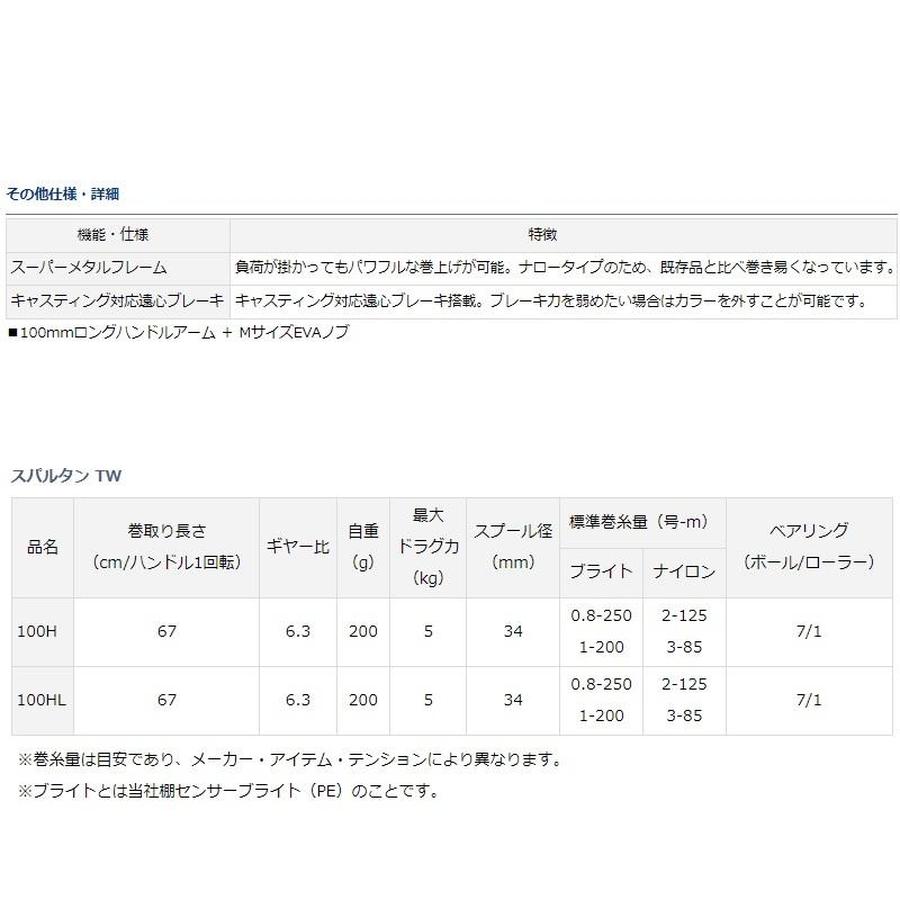 その他仕様・詳細
機能・仕様 特徴
スーパーメタルフレーム 負荷が掛かってもパワフルな巻上げが可能。ナロータイプのため、既存品と比べ巻き易くなっています。
キャスティング対応遠心ブレーキ キャスティング対応遠心ブレーキ搭載。ブレーキ力を弱めたい場合はカラーを外すことが可能です。
■100mmロングハンドルアーム + MサイズEVAノブ
スパルタン TW
品名 巻取り長さ（cm/ハンドル1回転） ギヤー比 自重（g） 最大ドラグカ（kg） スプール径（mm） 標準巻糸量（号-m） ベアリング（ボール/ローラー）
ブライト ナイロン
100H 67 6.3 200 5 34 0.8-250 2-125 7/1
1-200 3-85
100HL 67 6.3 200 5 34 0.8-250 2-125 7/1
1-200 3-85
※巻糸量は目安であり、メーカー・アイテム・テンションにより異なります。
※ブライトとは当社棚センサーブライト（PE）のことです。